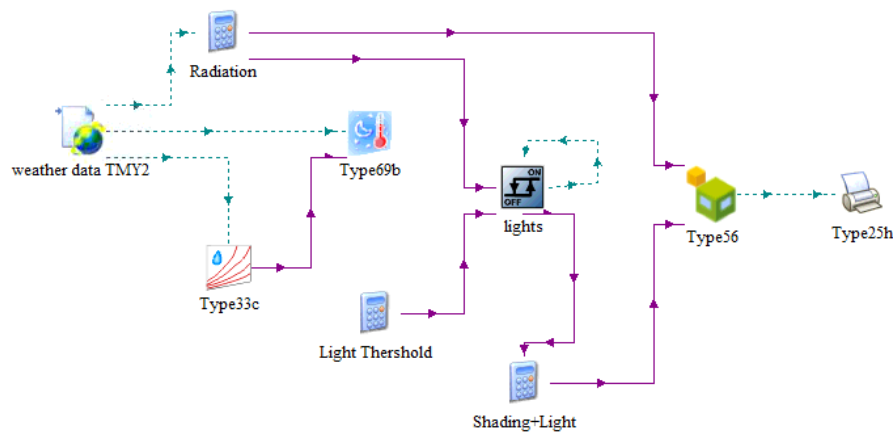 Radiation
weather data TMY2
Type69b
ON
OFF
lights
Type56
Type25h
Type33c
Light Thershold
Shading+Light